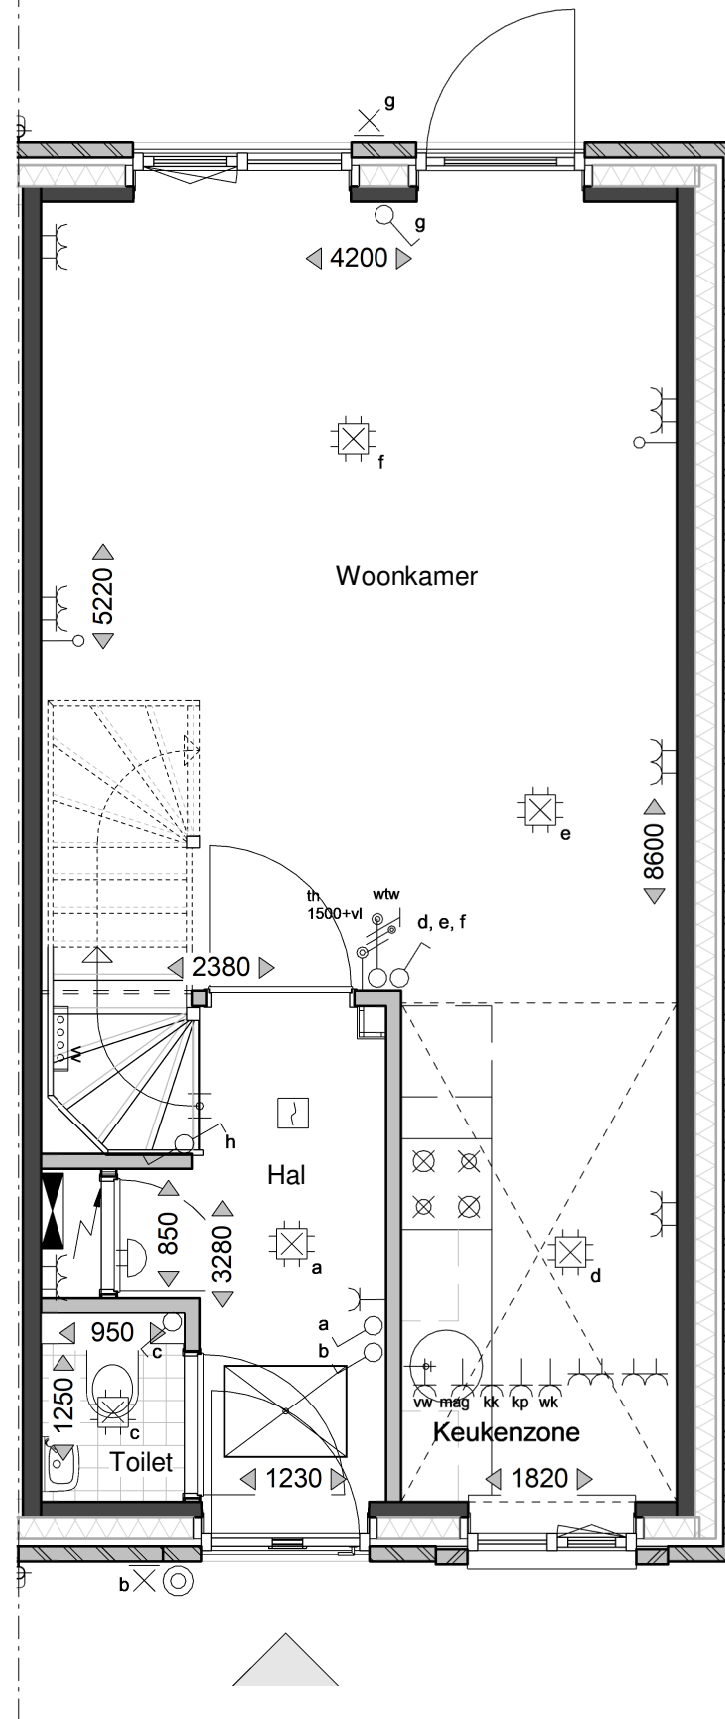 g
g
4200
f
Woonkamer
5220
e
8600
th
1500+vl
wtw
d, e, f
2380
w
h
Hal
850
3280
a
d
950
c
a
b
1250
c
vw mag kk kp wk
Keukenzone
Toilet
1230
1820
b